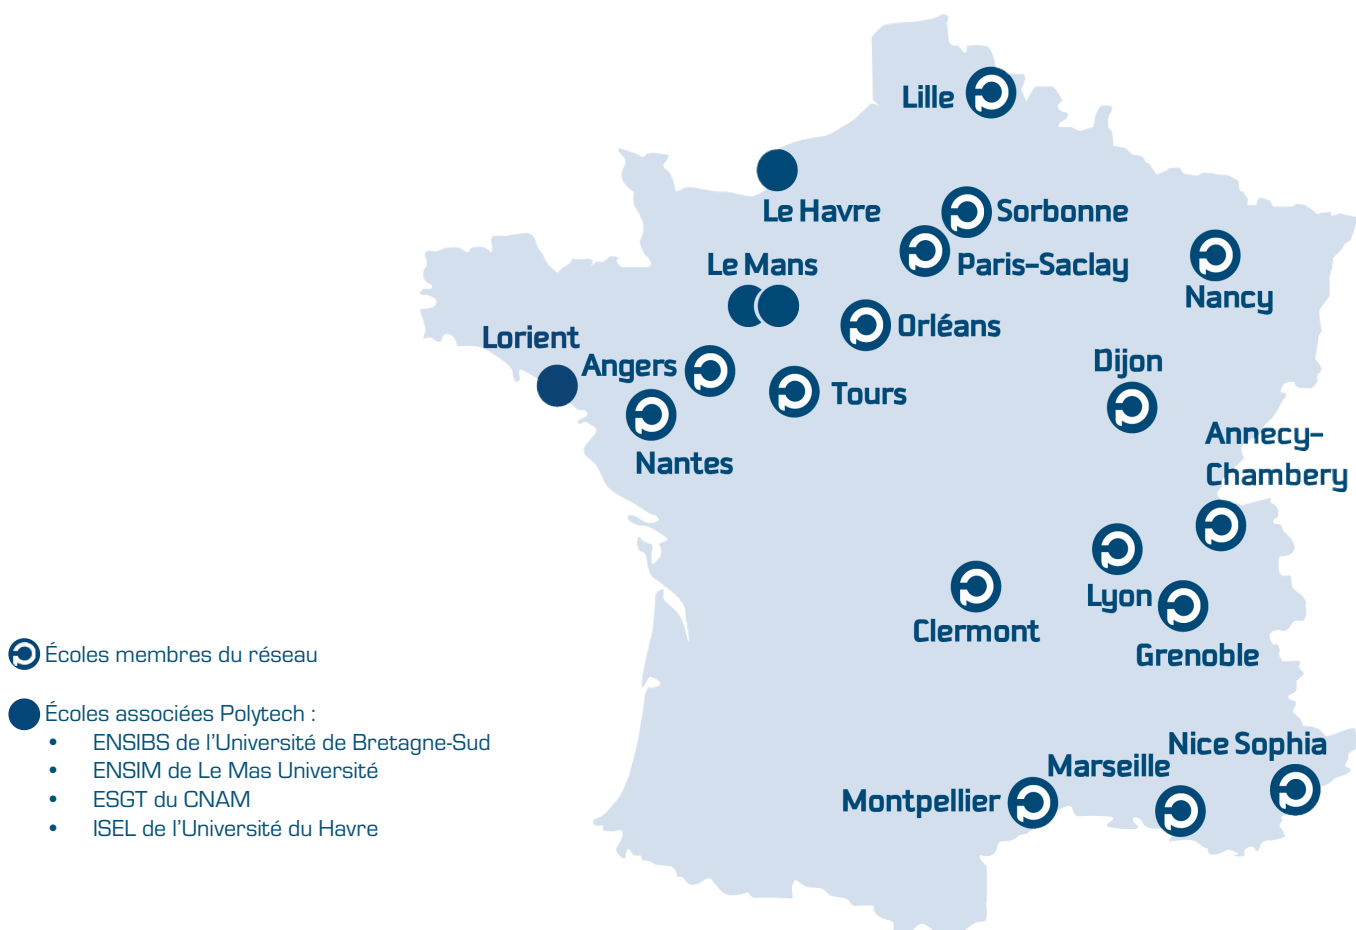 Lille
Le Havre
Sorbonne
Le Mans
Paris-Saclay
Nancy
Lorient
Orléans
Angers
Dijon
Tours
Annecy-
Chambery
Nantes
Lyon
Clermont
Grenoble
Écoles membres du réseau
Écoles associées Polytech :
• ENSIBS de l'Université de Bretagne-Sud
• ENSIM de Le Mas Université
• ESGT du CNAM
• ISEL de l'Université du Havre
Nice Sophia
Marseille
Montpellier